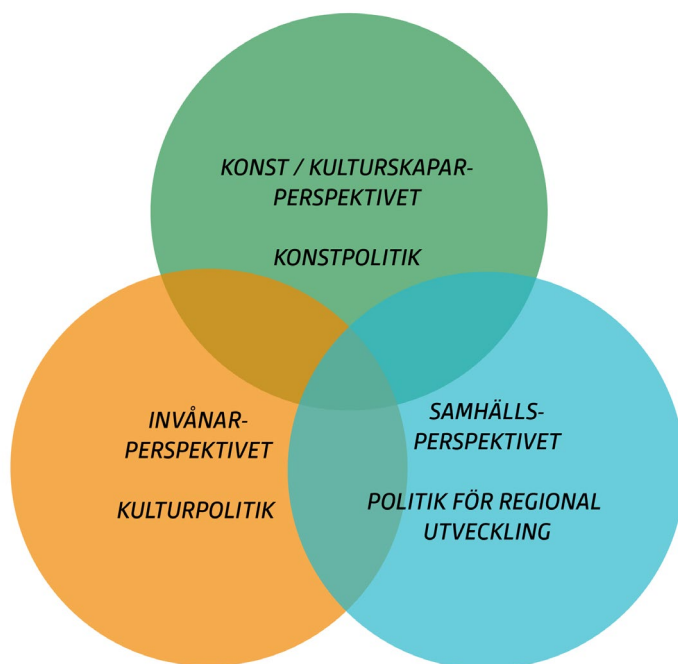 KONST / KULTURSKAPAR-
PERSPEKTIVET
KONSTPOLITIK
INVÅNAR-
PERSPEKTIVET
KULTURPOLITIK
SAMHÄLLS-
PERSPEKTIVET
POLITIK FÖR REGIONAL
UTVECKLING